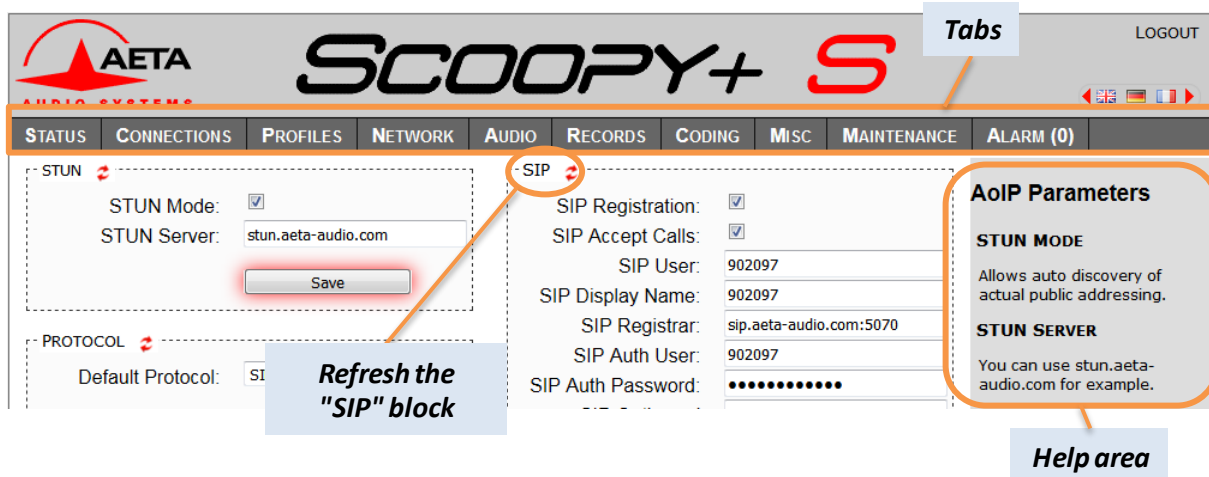 AETA
AUDIO SYSTEMS
SCOOPY+ S
Tabs
LOGOUT
STATUS CONNECTIONS PROFILES NETWORK AUDIO RECORDS CODING MISC MAINTENANCE ALARM (0)
STUN
STUN Mode:
STUN Server: stun.aeta-audio.com
Save
PROTOCOL
Default Protocol:
Refresh the
"SIP" block
SIP
SIP Registration:
SIP Accept Calls:
SIP User: 902097
SIP Display Name: 902097
SIP Registrar: sip.aeta-audio.com:5070
SIP Auth User: 902097
SIP Auth Password: ●●●●●●●●●●●●
AoIP Parameters
STUN MODE
Allows auto discovery of
actual public addressing.
STUN SERVER
You can use stun.aeta-
audio.com for example.
Help area